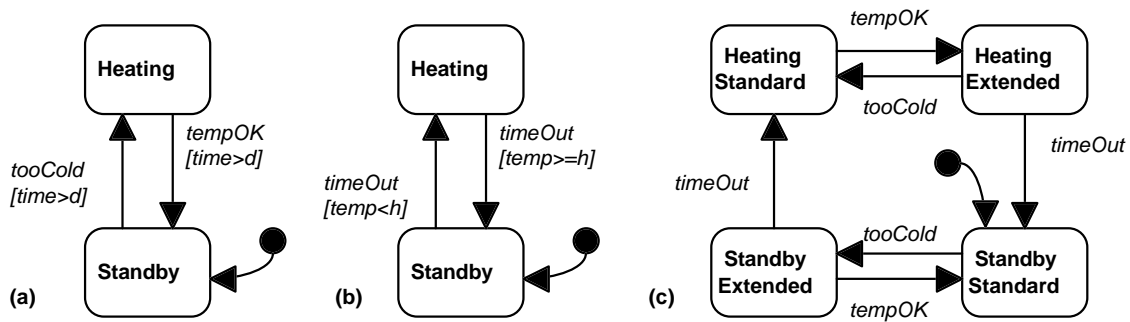 Heating
tempOK
[time>d]
tooCold
[time>d]
Standby
(a)
Heating
timeOut
[temp>=h]
timeOut
[temp<h]
Standby
(b)
tempOK
Heating
Standard
Heating
Extended
tooCold
timeOut
timeOut
tooCold
Standby
Extended
Standby
Standard
tempOK
(c)